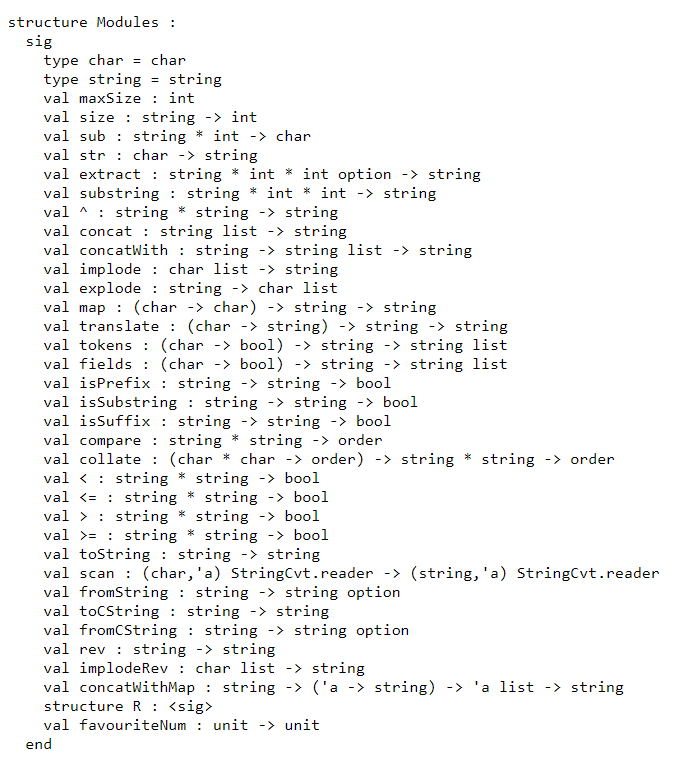 structure Modules :
  sig
    type char = char
    type string = string
    val maxSize : int
    val size : string -> int
    val sub : string * int -> char
    val str : char -> string
    val extract : string * int * int option -> string
    val substring : string * int * int -> string
    val ^ : string * string -> string
    val concat : string list -> string
    val concatWith : string -> string list -> string
    val implode : char list -> string
    val explode : string -> char list
    val map : (char -> char) -> string -> string
    val translate : (char -> string) -> string -> string
    val tokens : (char -> bool) -> string -> string list
    val fields : (char -> bool) -> string -> string list
    val isPrefix : string -> string -> bool
    val isSubstring : string -> string -> bool
    val isSuffix : string -> string -> bool
    val compare : string * string -> order
    val collate : (char * char -> order) -> string * string -> order
    val < : string * string -> bool
    val <= : string * string -> bool
    val > : string * string -> bool
    val >= : string * string -> bool
    val toString : string -> string
    val scan : (char,'a) StringCvt.reader -> (string,'a) StringCvt.reader
    val fromString : string -> string option
    val toCString : string -> string
    val fromCString : string -> string option
    val rev : string -> string
    val implodeRev : char list -> string
    val concatWithMap : string -> ('a -> string) -> 'a list -> string
    structure R : <sig>
    val favouriteNum : unit -> unit
  end